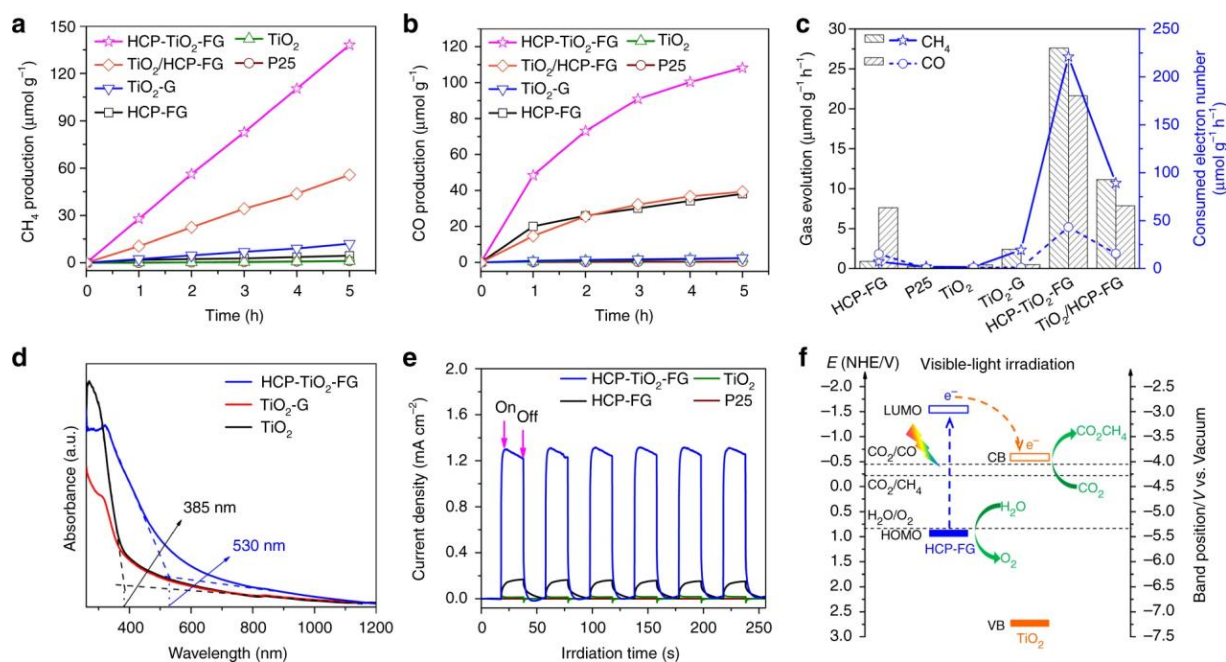 a
CH₄ production (µmol g⁻¹)
150
120
90
60
30
0
HCP-TiO₂-FG
TiO₂/HCP-FG
TiO₂-G
HCP-FG
TiO₂
P25
0 1 2 3 4 5
Time (h)
b
CO production (µmol g⁻¹)
120
100
80
60
40
20
0
HCP-TiO₂-FG
TiO₂/HCP-FG
TiO₂-G
HCP-FG
TiO₂
P25
0 1 2 3 4 5
Time (h)
c
Gas evolution (µmol g⁻¹ h⁻¹)
30
25
20
15
10
5
0
CH₄
CO
250
200
150
100
50
0
Consumed electron number
(µmol g⁻¹ h⁻¹)
HCP-FG
P25
TiO₂
TiO₂-G
HCP-TiO₂-FG
TiO₂/HCP-FG
d
Absorbance (a.u.)
HCP-TiO₂-FG
TiO₂-G
TiO₂
385 nm
530 nm
400 600 800 1000 1200
Wavelength (nm)
e
Current density (mA cm⁻²)
2.0
1.6
1.2
0.8
0.4
0.0
HCP-TiO₂-FG
HCP-FG
TiO₂
P25
On
Off
0 50 100 150 200 250
Irrdiation time (s)
f
E (NHE/V)
Visible-light irradiation
−2.0
−1.5
−1.0
−0.5
0.0
0.5
1.0
1.5
2.0
2.5
3.0
LUMO
e⁻
CO₂/CO
CO₂/CH₄
H₂O/O₂
HOMO
HCP-FG
CB
e⁻
CO₂CH₄
CO₂
H₂O
O₂
VB
TiO₂
−2.5
−3.0
−3.5
−4.0
−4.5
−5.0
−5.5
−6.0
−6.5
−7.0
−7.5
Band position/V vs. Vacuum